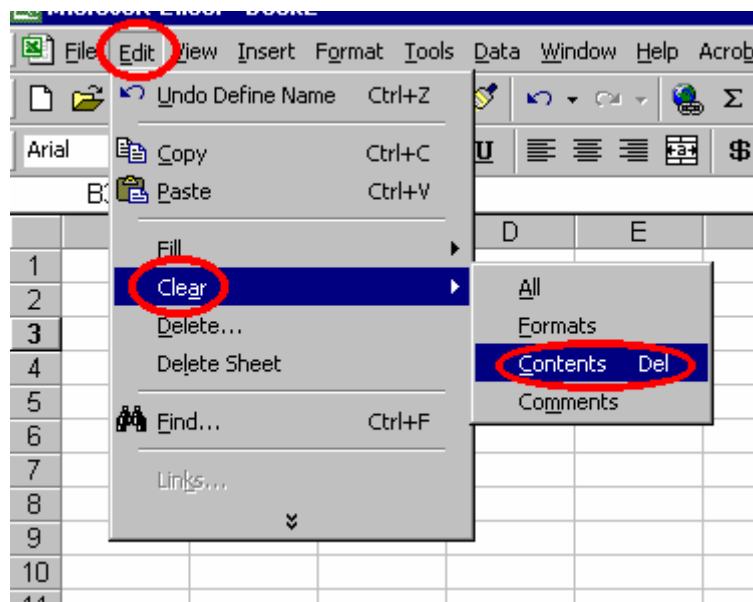 File Edit View Insert Format Tools Data Window Help
Undo Define Name Ctrl+Z
Arial U $
Copy Ctrl+C
Paste Ctrl+V
D E
Fill
1
Clear
All
2
Delete...
Formats
3
Delete Sheet
Contents Del
4
5
Comments
Find... Ctrl+F
6
7
Links...
8
9
10